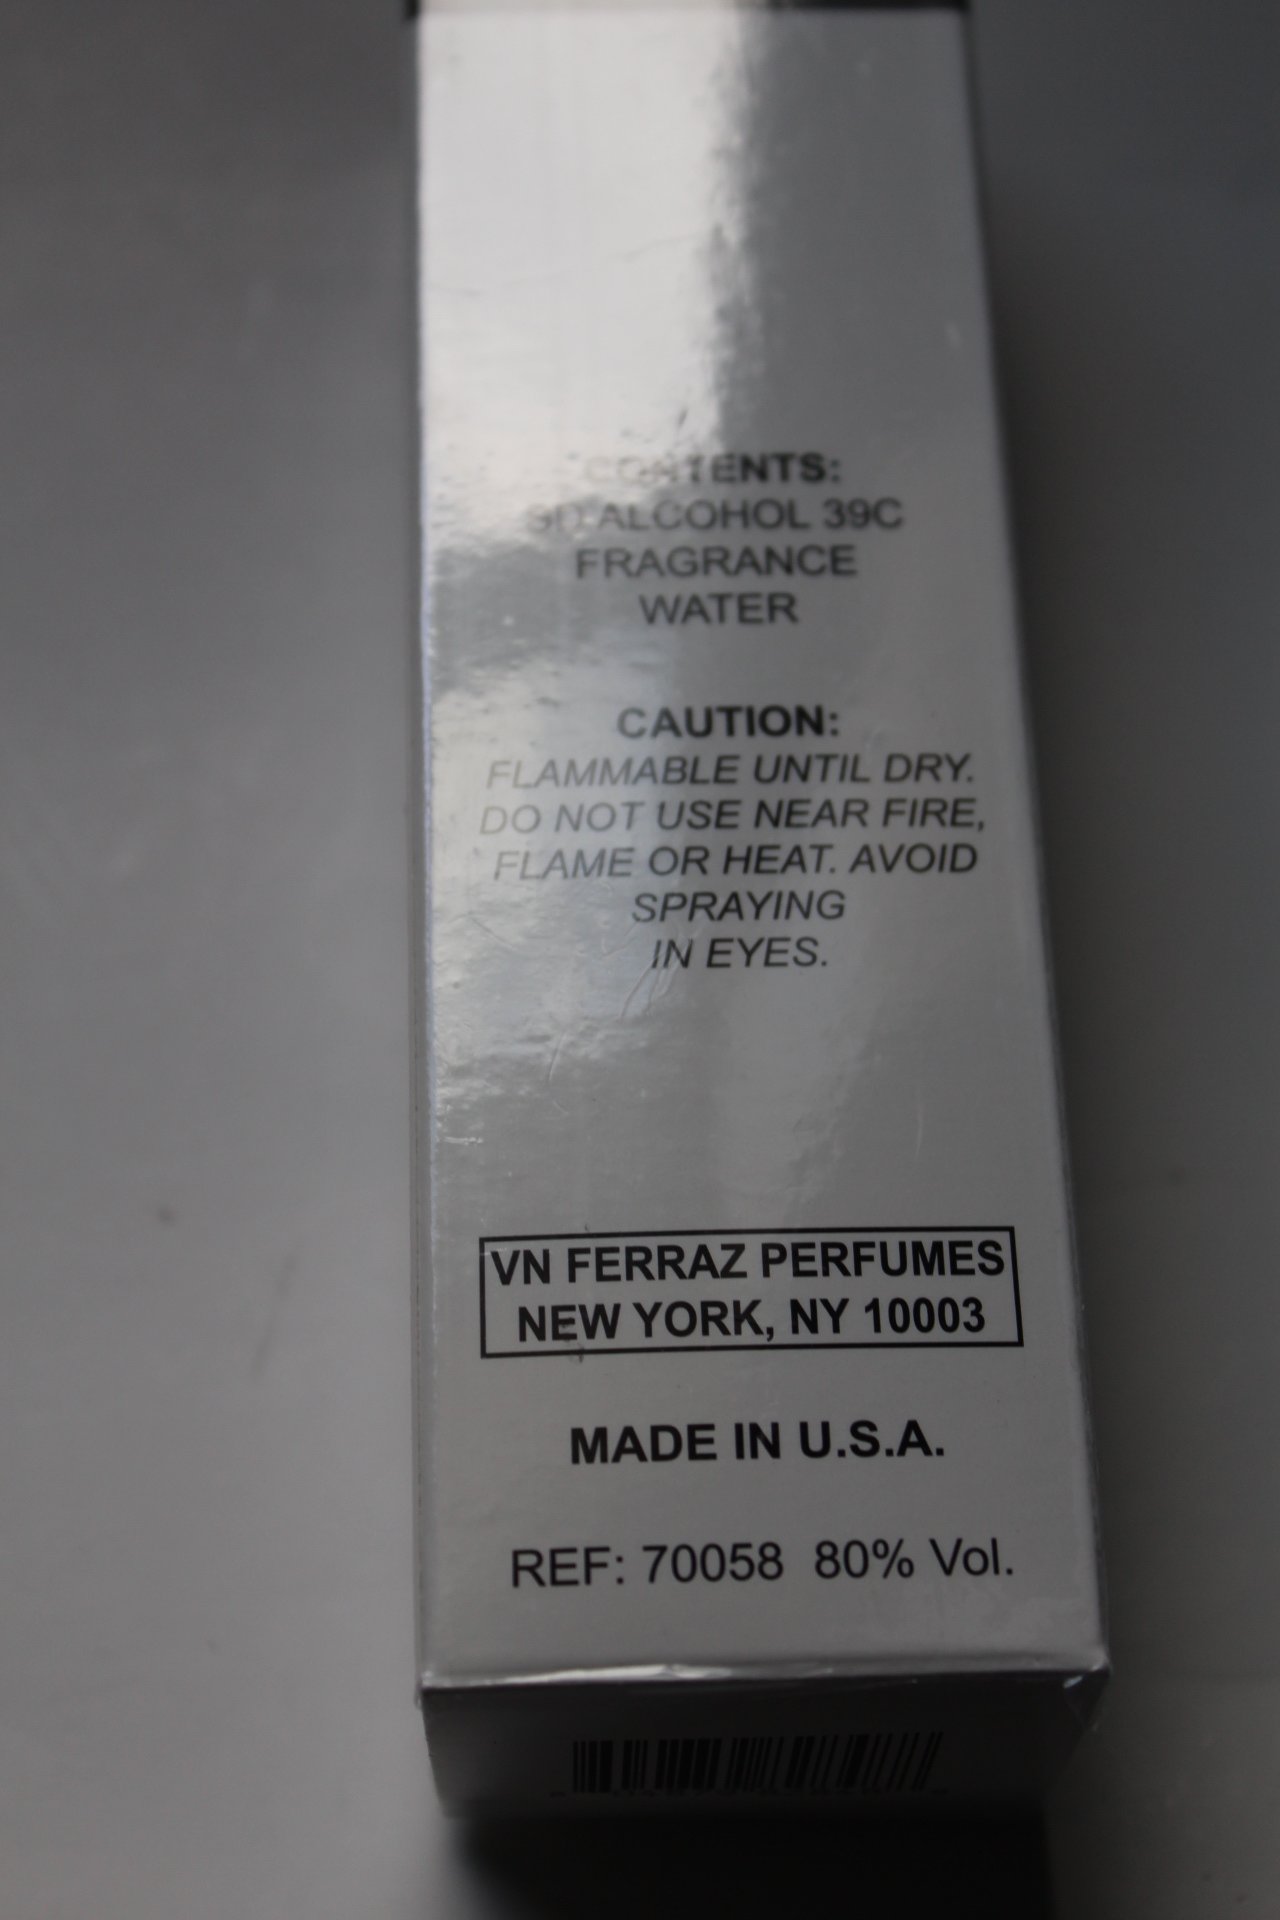 CONTENTS:
SD ALCOHOL 39C
FRAGRANCE
WATER
CAUTION:
FLAMMABLE UNTIL DRY.
DO NOT USE NEAR FIRE,
FLAME OR HEAT. AVOID
SPRAYING
IN EYES.
VN FERRAZ PERFUMES
NEW YORK, NY 10003
MADE IN U.S.A.
REF: 70058 80% Vol.